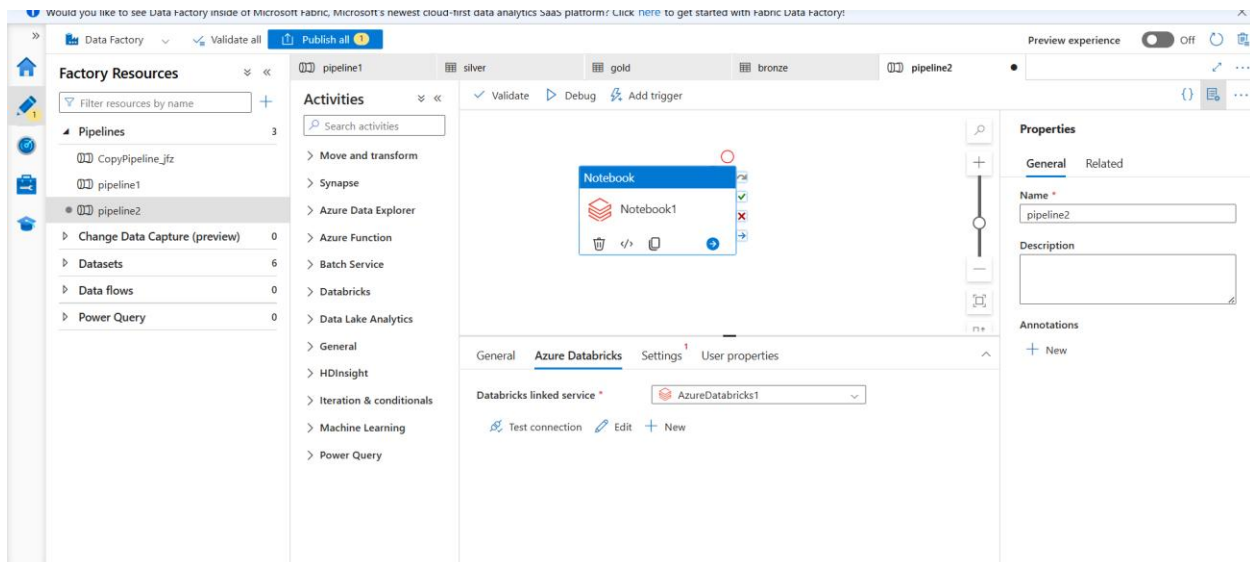 Would you like to see Data Factory inside of Microsoft Fabric, Microsoft's newest cloud-first data analytics SaaS platform? Click here to get started with Fabric Data Factory!
Data Factory
Validate all
Publish all 1
Preview experience
Off
pipeline1
silver
gold
bronze
pipeline2
Factory Resources
Filter resources by name
1
Pipelines 3
CopyPipeline_jfz
pipeline1
pipeline2
Change Data Capture (preview) 0
Datasets 6
Data flows 0
Power Query 0
Activities
Search activities
Move and transform
Synapse
Azure Data Explorer
Azure Function
Batch Service
Databricks
Data Lake Analytics
General
HDInsight
Iteration & conditionals
Machine Learning
Power Query
Validate
Debug
Add trigger
Notebook
Notebook1
General
Azure Databricks
Settings 1
User properties
Databricks linked service *
AzureDatabricks1
Test connection
Edit
New
Properties
General
Related
Name *
pipeline2
Description
Annotations
New